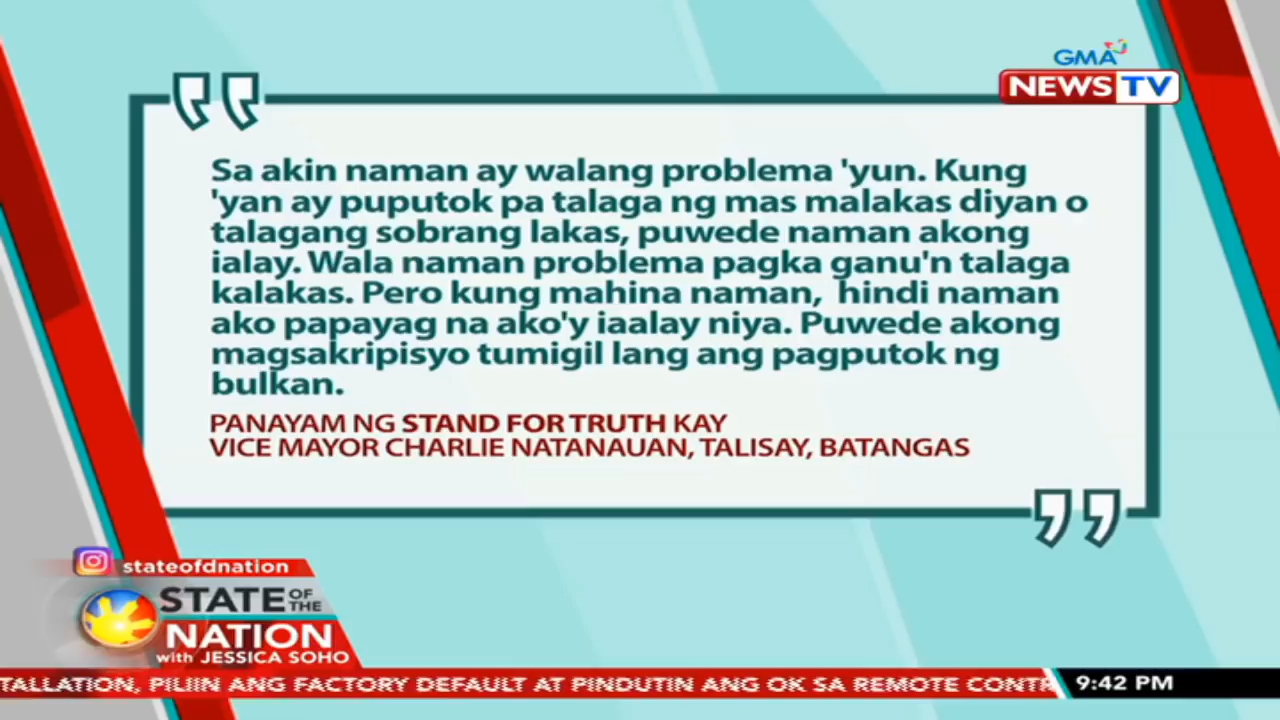 GMA
NEWS TV
Sa akin naman ay walang problema 'yun. Kung
'yan ay puputok pa talaga ng mas malakas diyan o
talagang sobrang lakas, puwede naman akong
ialay. Wala naman problema pagka ganu'n talaga
kalakas. Pero kung mahina naman, hindi naman
ako papayag na ako'y iaalay niya. Puwede akong
magsakripisyo tumigil lang ang pagputok ng
bulkan.
PANAYAM NG STAND FOR TRUTH KAY
VICE MAYOR CHARLIE NATANAUAN, TALISAY, BATANGAS
stateofdnation
STATE OF THE
NATION
with JESSICA SOHO
TALLATION, PILIIN ANG FACTORY DEFAULT AT PINDUTIN ANG OK SA REMOTE CONTR
9:42 PM